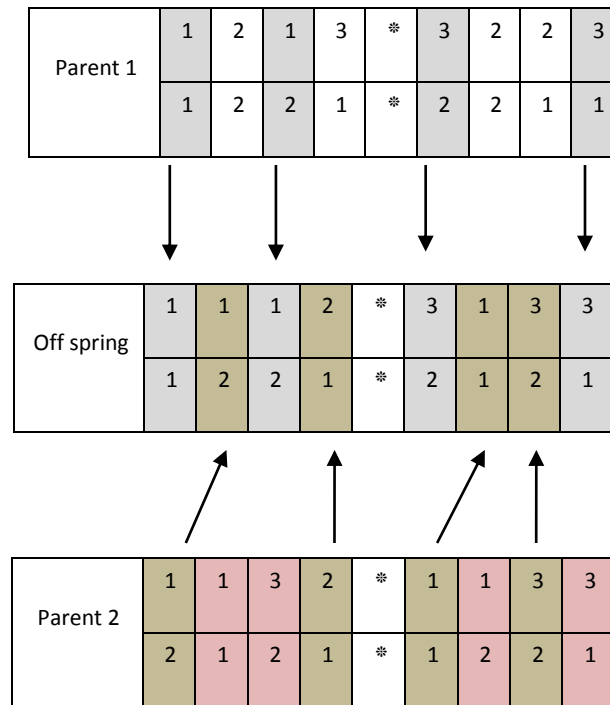 Parent 1 1 2 1 3 * 3 2 2 3
1 2 2 1 * 2 2 1 1
Off spring 1 1 1 2 * 3 1 3 3
1 2 2 1 * 2 1 2 1
Parent 2 1 1 3 2 * 1 1 3 3
2 1 2 1 * 1 2 2 1